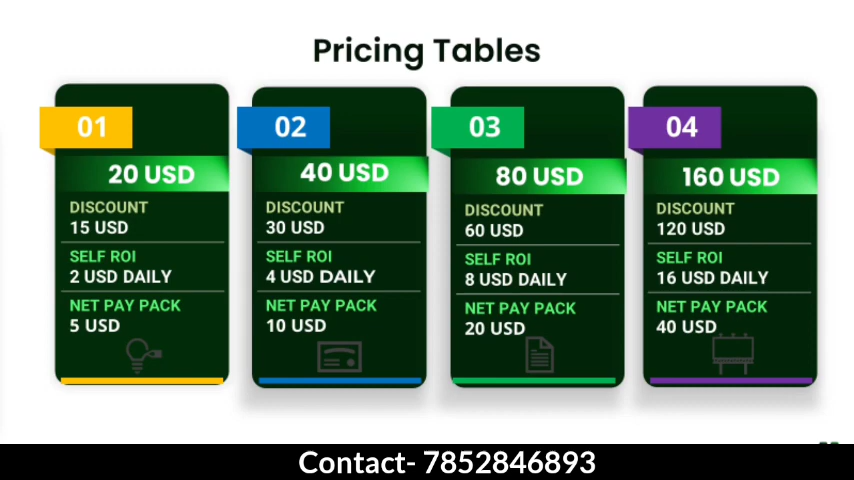 Pricing Tables
01
20 USD
DISCOUNT
15 USD
SELF ROI
2 USD DAILY
NET PAY PACK
5 USD
02
40 USD
DISCOUNT
30 USD
SELF ROI
4 USD DAILY
NET PAY PACK
10 USD
03
80 USD
DISCOUNT
60 USD
SELF ROI
8 USD DAILY
NET PAY PACK
20 USD
04
160 USD
DISCOUNT
120 USD
SELF ROI
16 USD DAILY
NET PAY PACK
40 USD
Contact- 7852846893